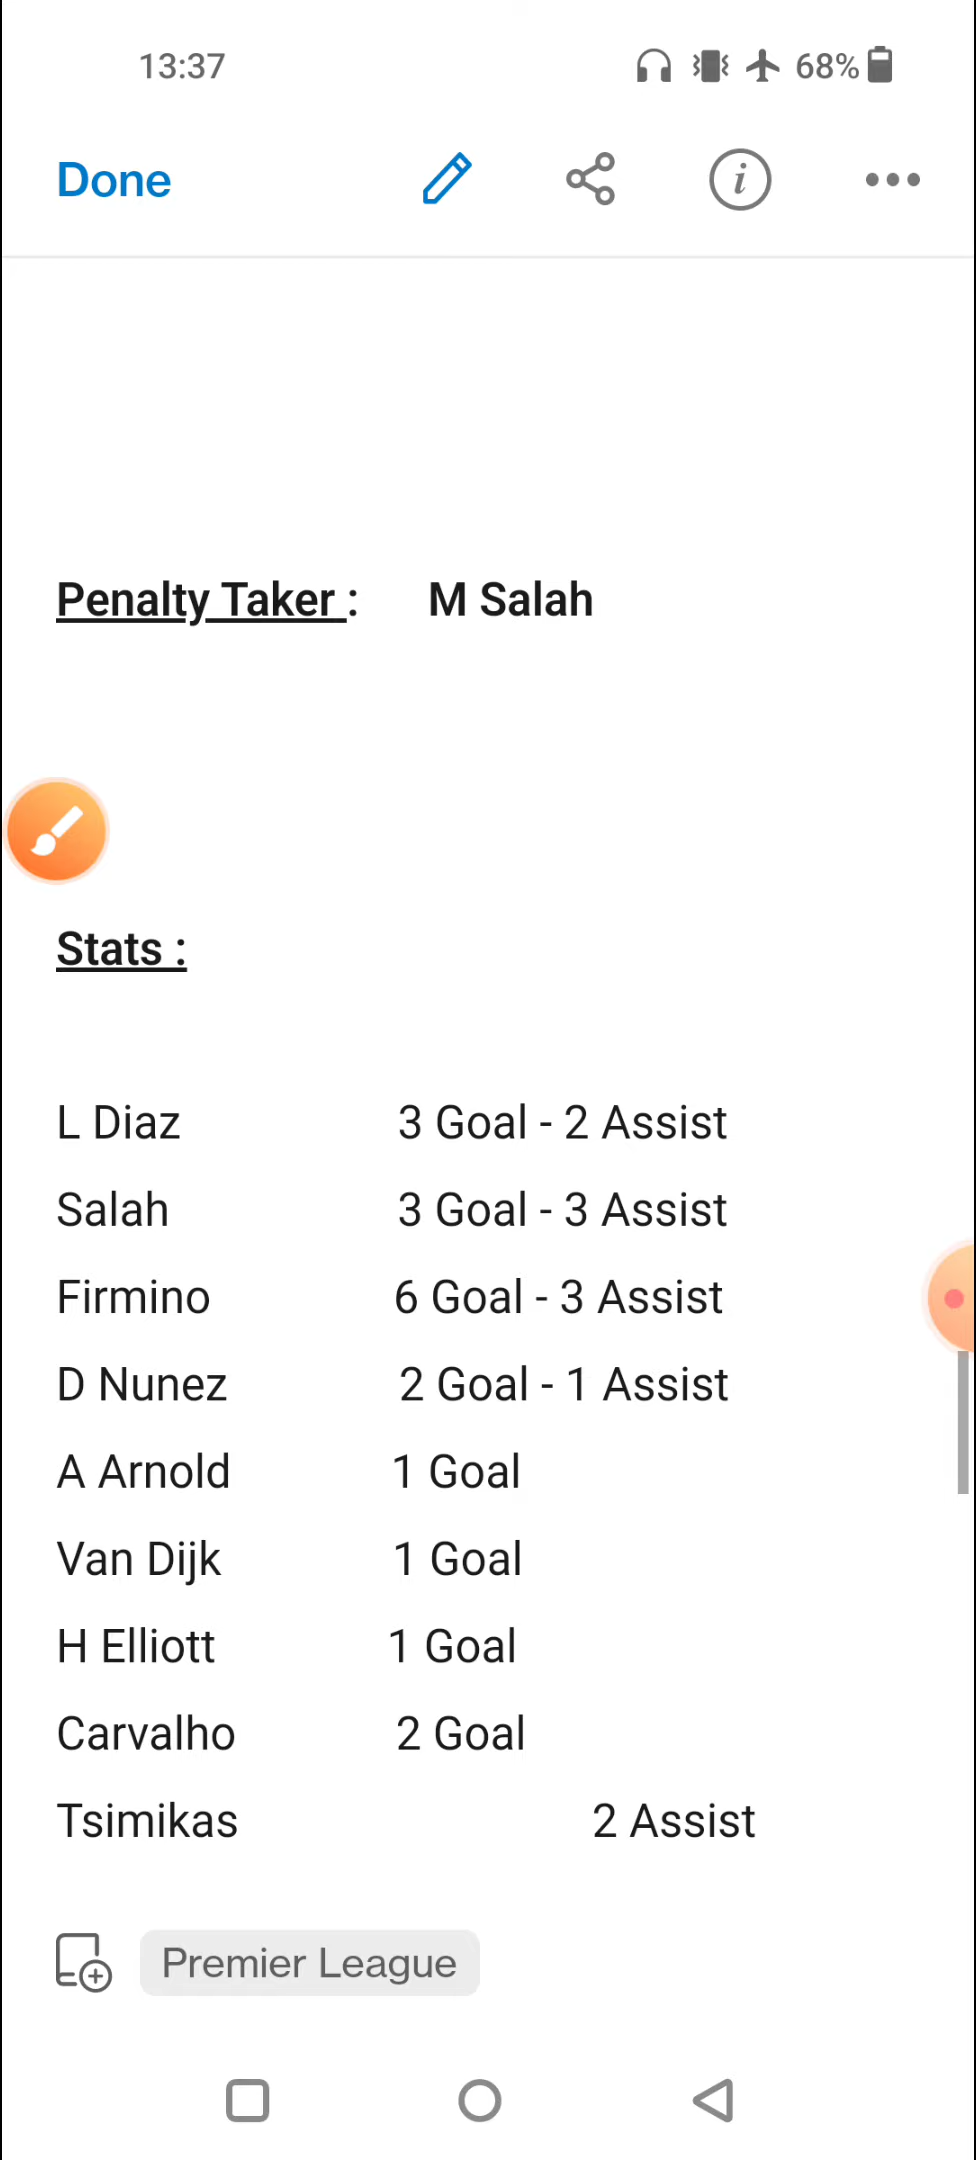 13:37 68%
Done
Penalty Taker : M Salah
Stats :
L Diaz 3 Goal - 2 Assist
Salah 3 Goal - 3 Assist
Firmino 6 Goal - 3 Assist
D Nunez 2 Goal - 1 Assist
A Arnold 1 Goal
Van Dijk 1 Goal
H Elliott 1 Goal
Carvalho 2 Goal
Tsimikas 2 Assist
Premier League